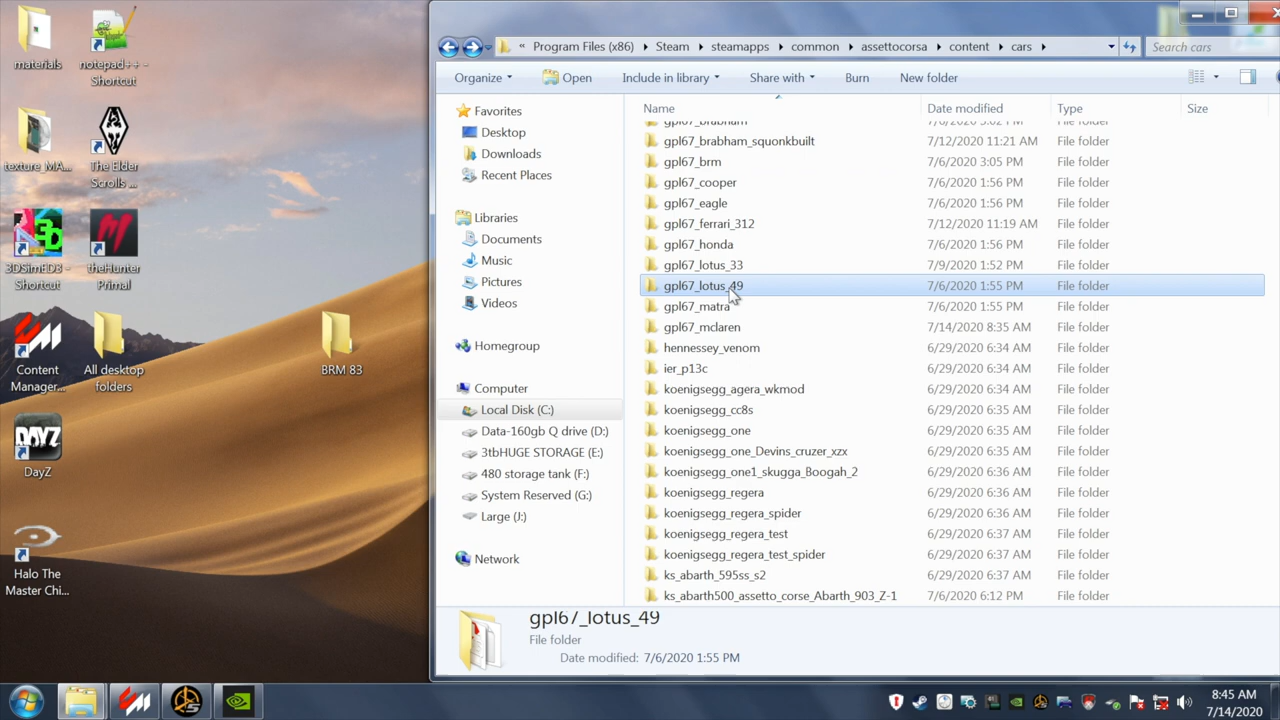 materials
notepad++ -
Shortcut
texture_MA...
The Elder
Scrolls ...
3DSimED3 -
Shortcut
theHunter
Primal
Content
Manager...
All desktop
folders
BRM 83
DayZ
Halo The
Master Chi...
« Program Files (x86) Steam steamapps common assettocorsa content cars
Search cars
Organize Open Include in library Share with Burn New folder
Favorites
Desktop
Downloads
Recent Places
Libraries
Documents
Music
Pictures
Videos
Homegroup
Computer
Local Disk (C:)
Data-160gb Q drive (D:)
3tbHUGE STORAGE (E:)
480 storage tank (F:)
System Reserved (G:)
Large (J:)
Network
Name Date modified Type Size
gpl67_brabham 7/6/2020 3:02 PM File folder
gpl67_brabham_squonkbuilt 7/12/2020 11:21 AM File folder
gpl67_brm 7/6/2020 3:05 PM File folder
gpl67_cooper 7/6/2020 1:56 PM File folder
gpl67_eagle 7/6/2020 1:56 PM File folder
gpl67_ferrari_312 7/12/2020 11:19 AM File folder
gpl67_honda 7/6/2020 1:56 PM File folder
gpl67_lotus_33 7/9/2020 1:52 PM File folder
gpl67_lotus_49 7/6/2020 1:55 PM File folder
gpl67_matra 7/6/2020 1:55 PM File folder
gpl67_mclaren 7/14/2020 8:35 AM File folder
hennessey_venom 6/29/2020 6:34 AM File folder
ier_p13c 6/29/2020 6:34 AM File folder
koenigsegg_agera_wkmod 6/29/2020 6:34 AM File folder
koenigsegg_cc8s 6/29/2020 6:35 AM File folder
koenigsegg_one 6/29/2020 6:35 AM File folder
koenigsegg_one_Devins_cruzer_xzx 6/29/2020 6:35 AM File folder
koenigsegg_one1_skugga_Boogah_2 6/29/2020 6:36 AM File folder
koenigsegg_regera 6/29/2020 6:36 AM File folder
koenigsegg_regera_spider 6/29/2020 6:36 AM File folder
koenigsegg_regera_test 6/29/2020 6:37 AM File folder
koenigsegg_regera_test_spider 6/29/2020 6:37 AM File folder
ks_abarth_595ss_s2 6/29/2020 6:37 AM File folder
ks_abarth500_assetto_corse_Abarth_903_Z-1 7/6/2020 6:12 PM File folder
gpl67_lotus_49
File folder
Date modified: 7/6/2020 1:55 PM
8:45 AM
7/14/2020